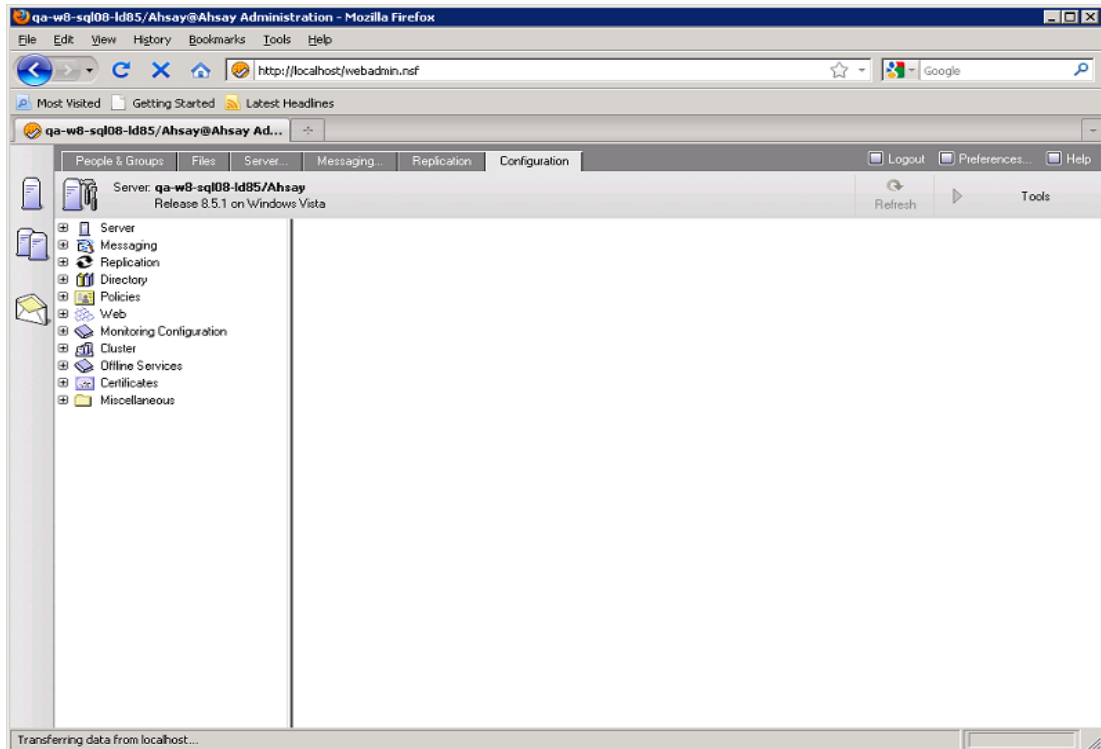 qa-w8-sql08-ld85/Ahsay@Ahsay Administration - Mozilla Firefox
File Edit View History Bookmarks Tools Help
http://localhost/webadmin.nsf Google
Most Visited Getting Started Latest Headlines
qa-w8-sql08-ld85/Ahsay@Ahsay Ad...
People & Groups Files Server... Messaging... Replication Configuration Logout Preferences... Help
Server: qa-w8-sql08-ld85/Ahsay
Release 8.5.1 on Windows Vista
Refresh Tools
Server
Messaging
Replication
Directory
Policies
Web
Monitoring Configuration
Cluster
Offline Services
Certificates
Miscellaneous
Transferring data from localhost...